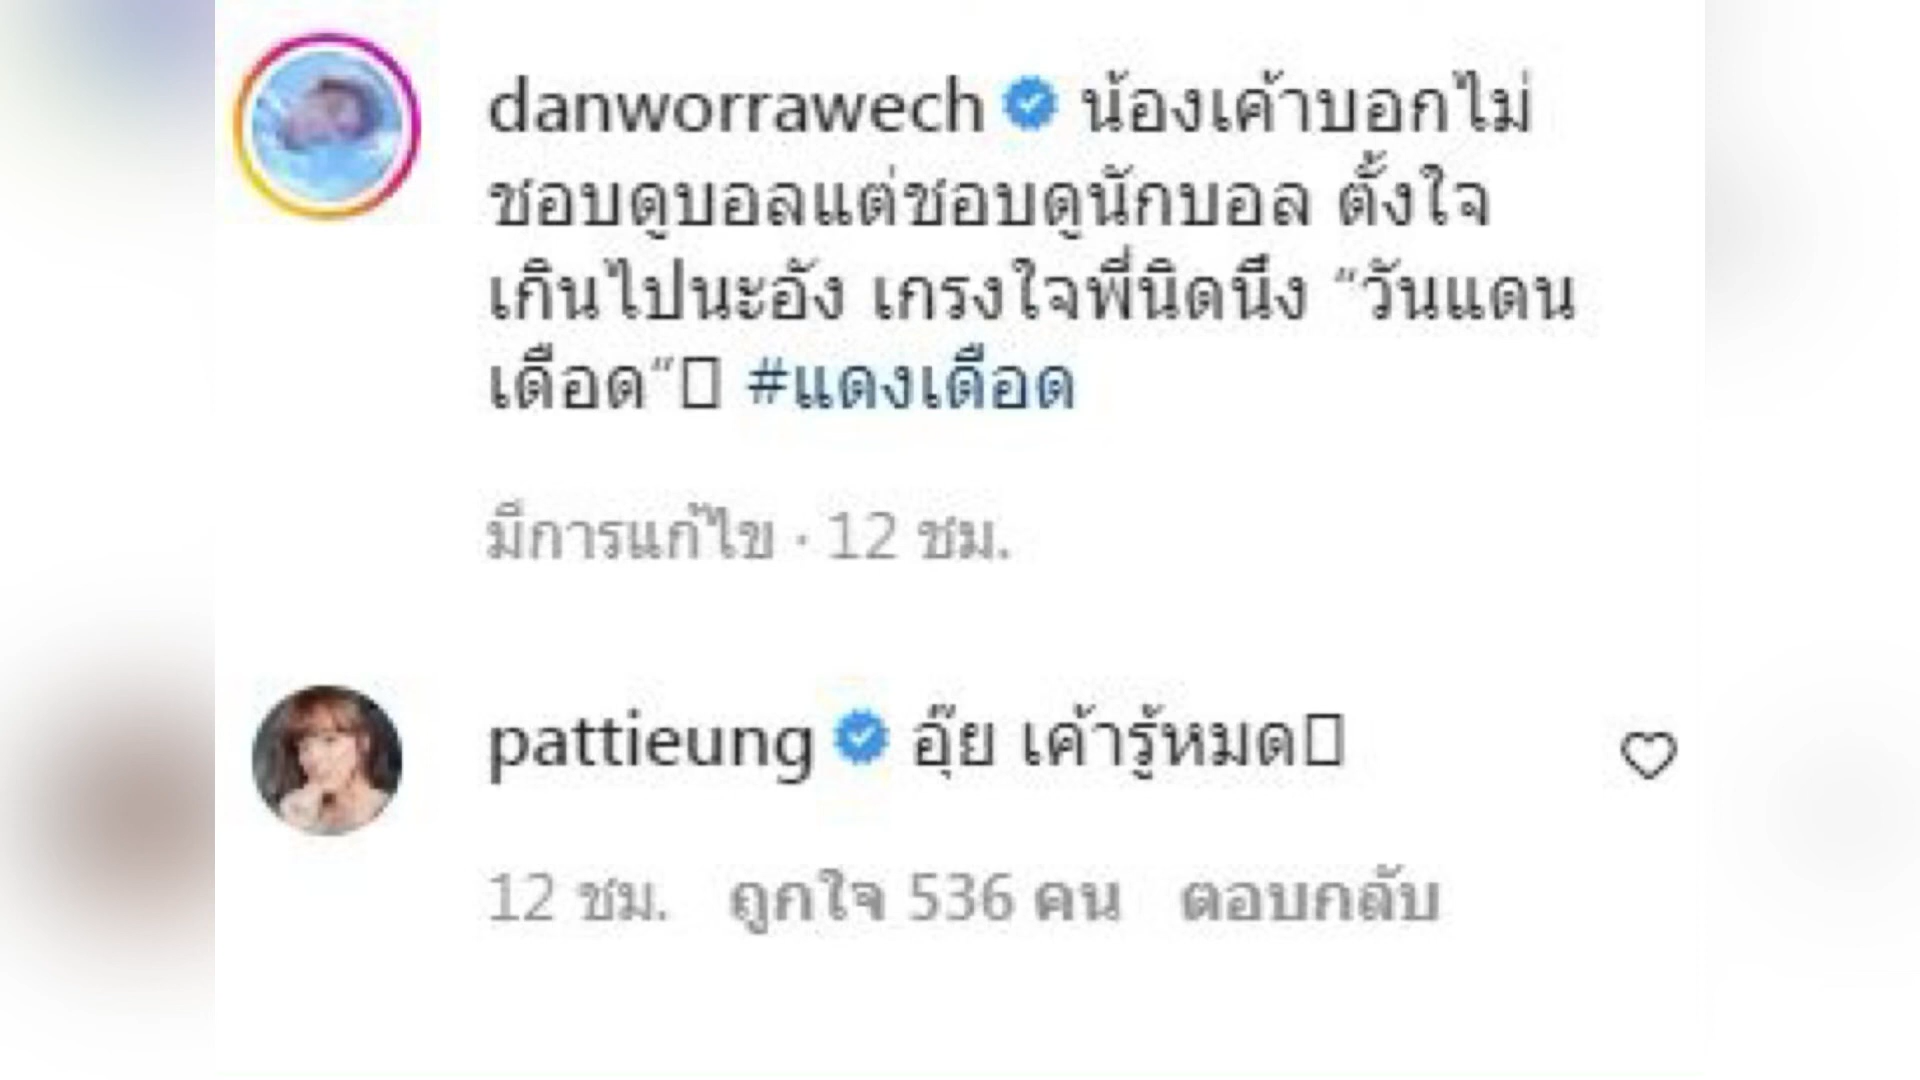 danworrawech น้องเค้าบอกไม่
ชอบดูบอลแต่ชอบดูนักบอล ตั้งใจ
เกินไปนะอัง เกรงใจพี่นิดนึง “วันแดน
เดือด” #แดงเดือด
มีการแก้ไข · 12 ชม.
pattieung อุ๊ย เค้ารู้หมด
12 ชม. ถูกใจ 536 คน ตอบกลับ